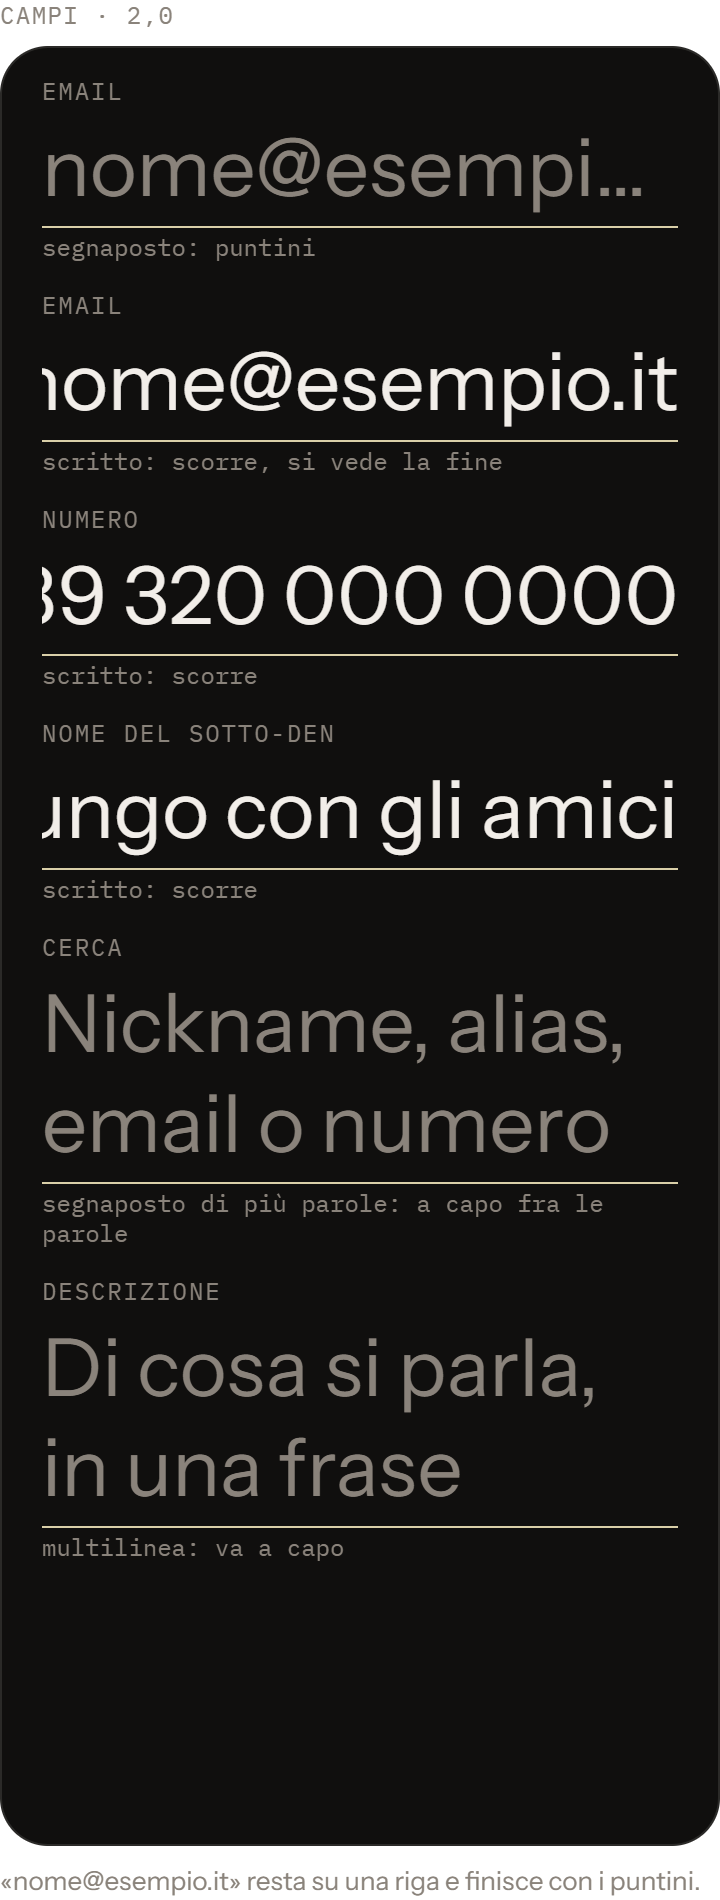 CAMPI · 2,0
EMAIL
nome@esempi...
segnaposto: puntini
EMAIL
nome@esempio.it
scritto: scorre, si vede la fine
NUMERO
39 320 000 0000
scritto: scorre
NOME DEL SOTTO-DEN
ungo con gli amici
scritto: scorre
CERCA
Nickname, alias,
email o numero
segnaposto di più parole: a capo fra le
parole
DESCRIZIONE
Di cosa si parla,
in una frase
multilinea: va a capo
«nome@esempio.it» resta su una riga e finisce con i puntini.